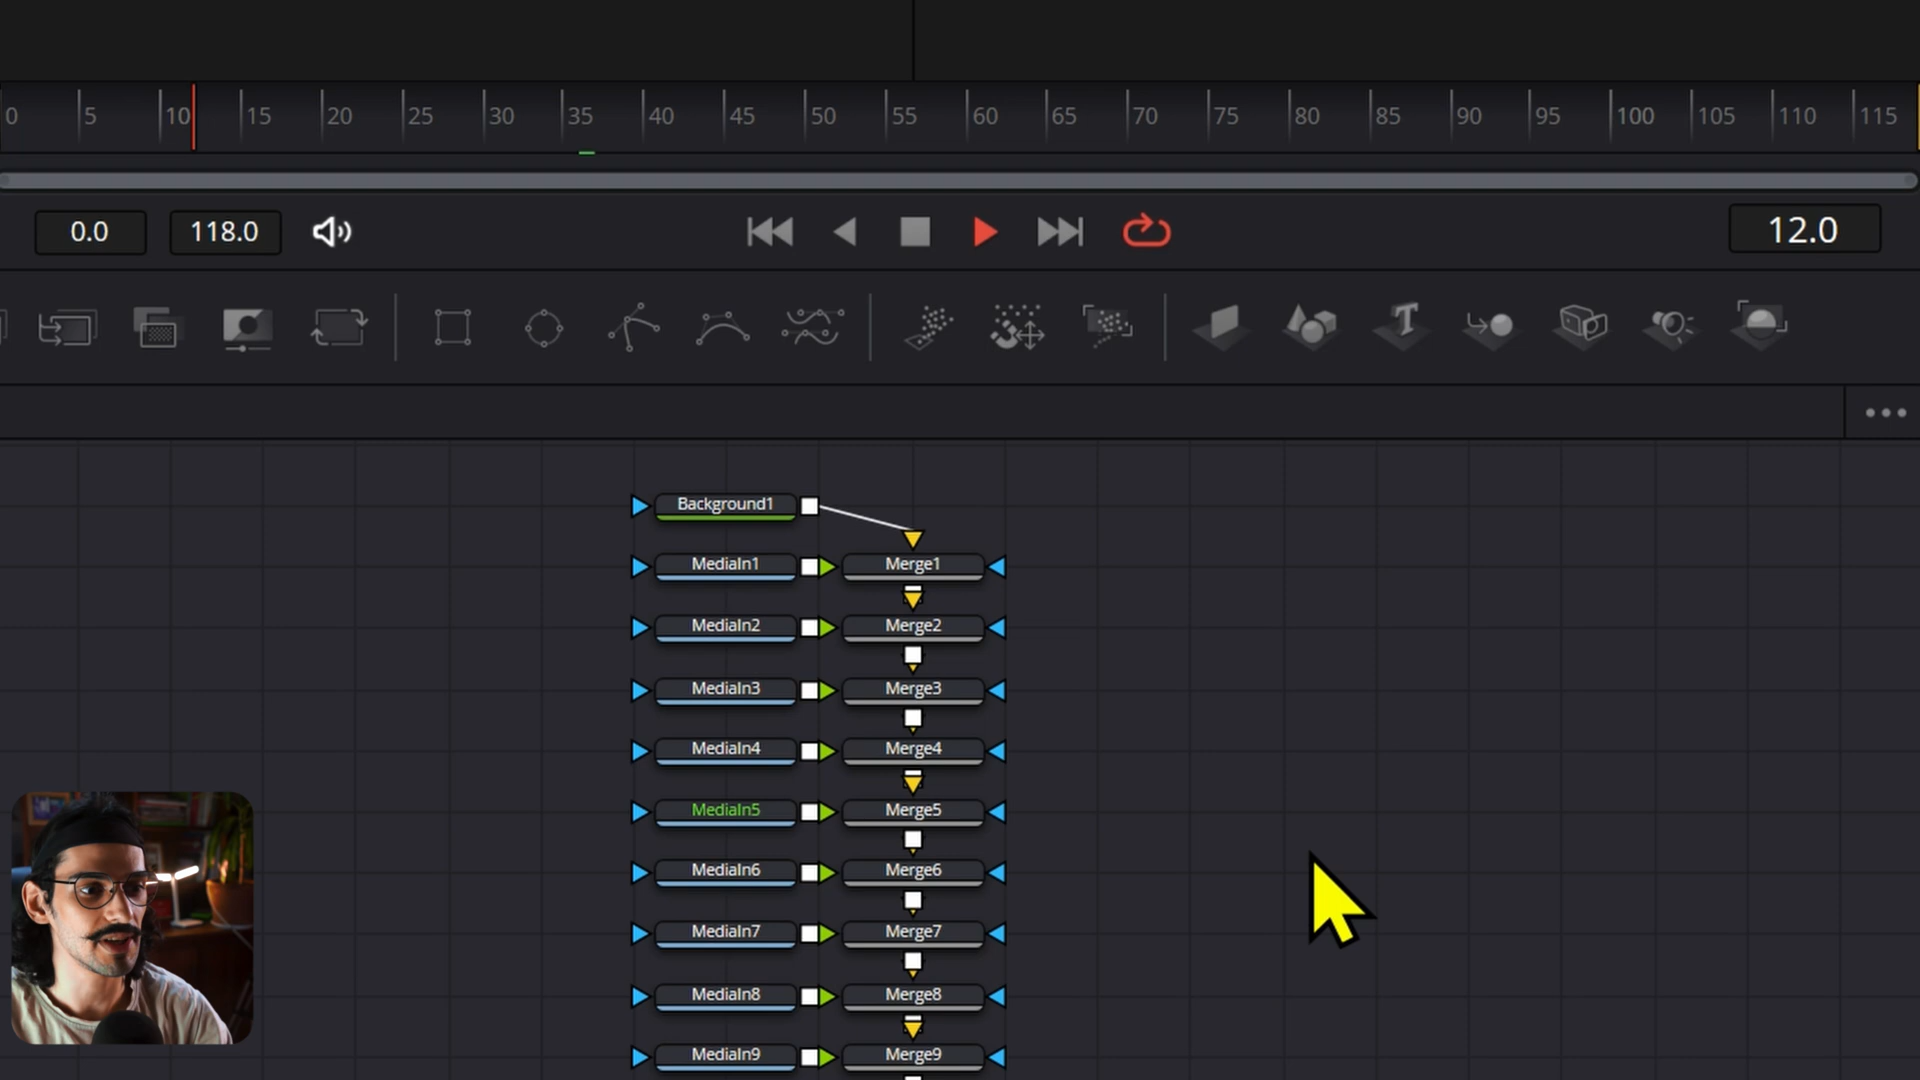 0 5 10 15 20 25 30 35 40 45 50 55 60 65 70 75 80 85 90 95 100 105 110 115
0.0 118.0 12.0
Background1
MediaIn1 Merge1
MediaIn2 Merge2
MediaIn3 Merge3
MediaIn4 Merge4
MediaIn5 Merge5
MediaIn6 Merge6
MediaIn7 Merge7
MediaIn8 Merge8
MediaIn9 Merge9